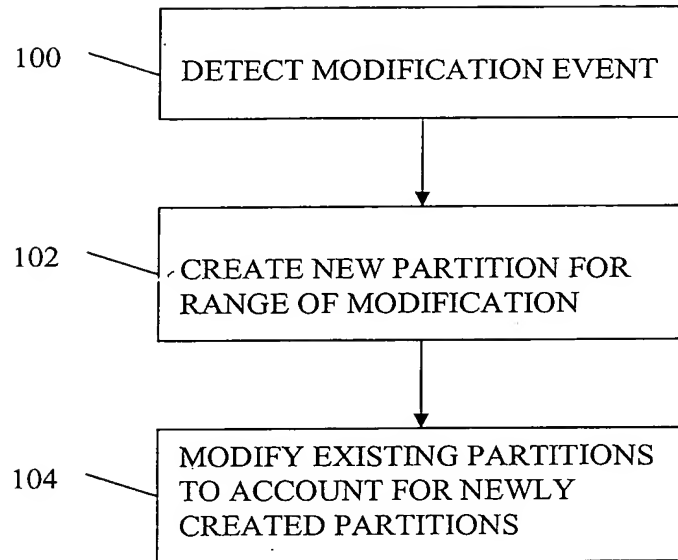 100
DETECT MODIFICATION EVENT
102
CREATE NEW PARTITION FOR
RANGE OF MODIFICATION
104
MODIFY EXISTING PARTITIONS
TO ACCOUNT FOR NEWLY
CREATED PARTITIONS